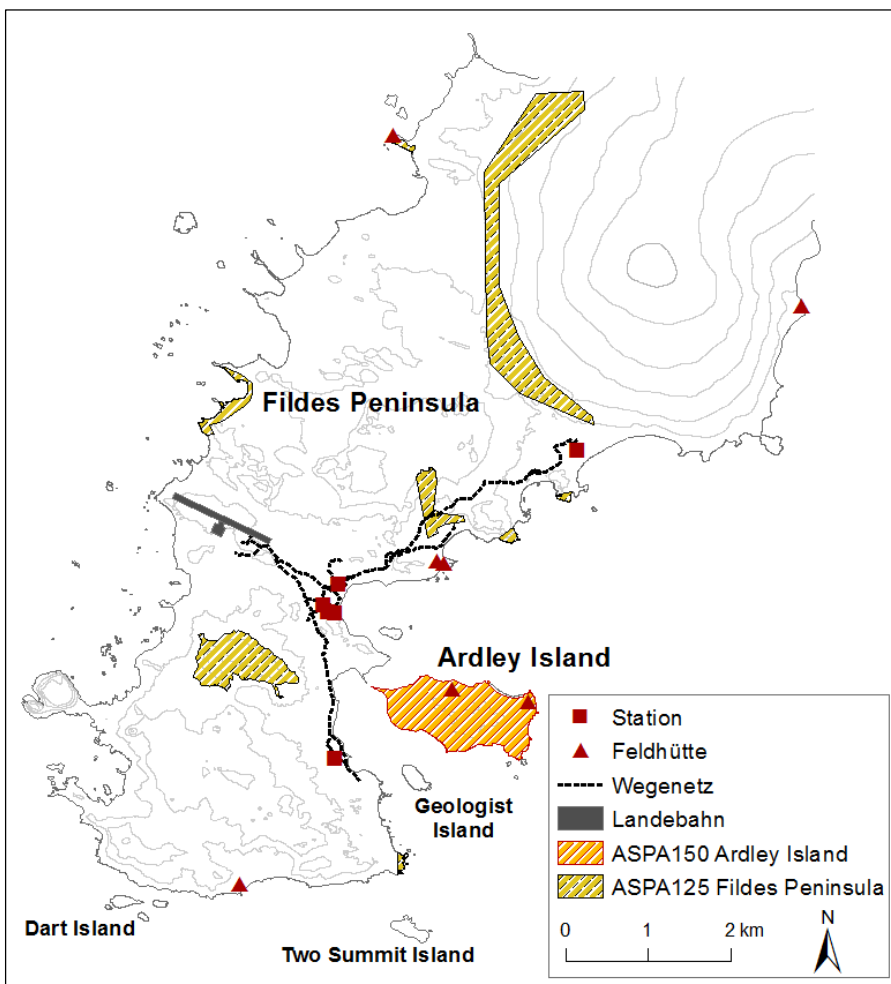 Fildes Peninsula
Ardley Island
Geologist
Island
Dart Island
Two Summit Island
Station
Feldhütte
Wegenetz
Landebahn
ASPA150 Ardley Island
ASPA125 Fildes Peninsula
0 1 2 km
N